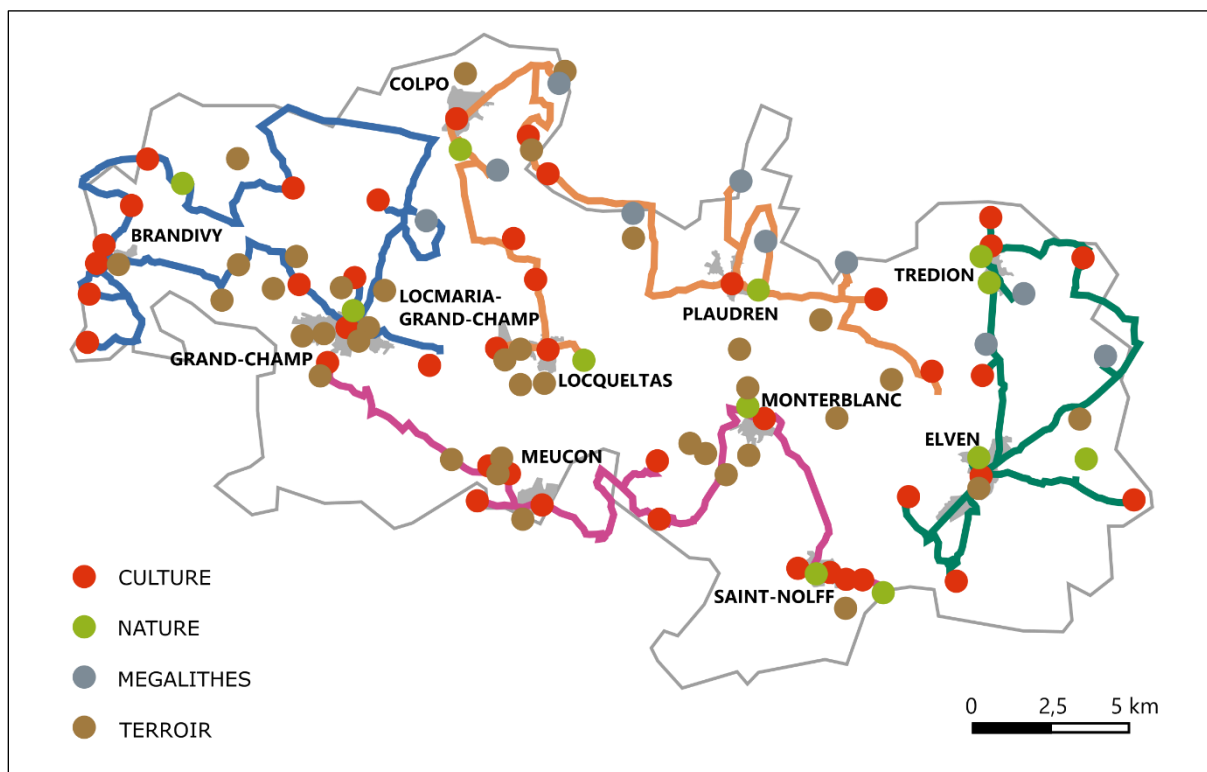 COLPO
BRANDIVY
LOCMARIA-
GRAND-CHAMP
GRAND-CHAMP
LOCQUELTAS
PLAUDREN
TREDION
MONTERBLANC
ELVEN
MEUCON
SAINT-NOLFF
CULTURE
NATURE
MEGALITHES
TERROIR
0 2,5 5 km